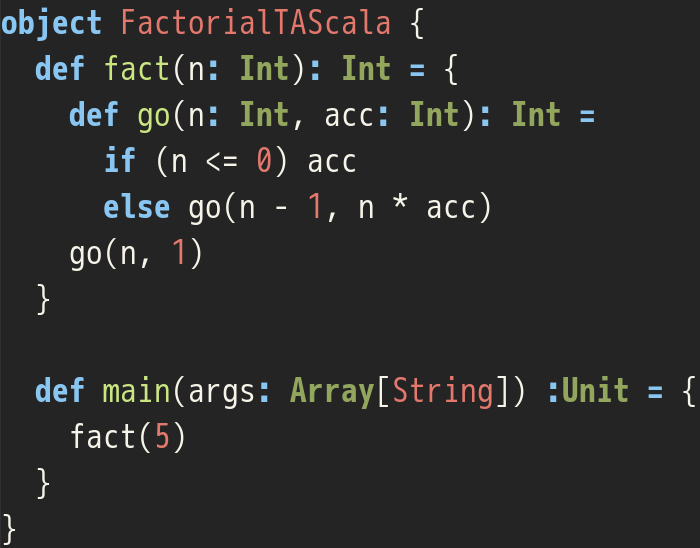 object FactorialTAScala {
  def fact(n: Int): Int = {
    def go(n: Int, acc: Int): Int =
      if (n <= 0) acc
      else go(n - 1, n * acc)
    go(n, 1)
  }

  def main(args: Array[String]) :Unit = {
    fact(5)
  }
}